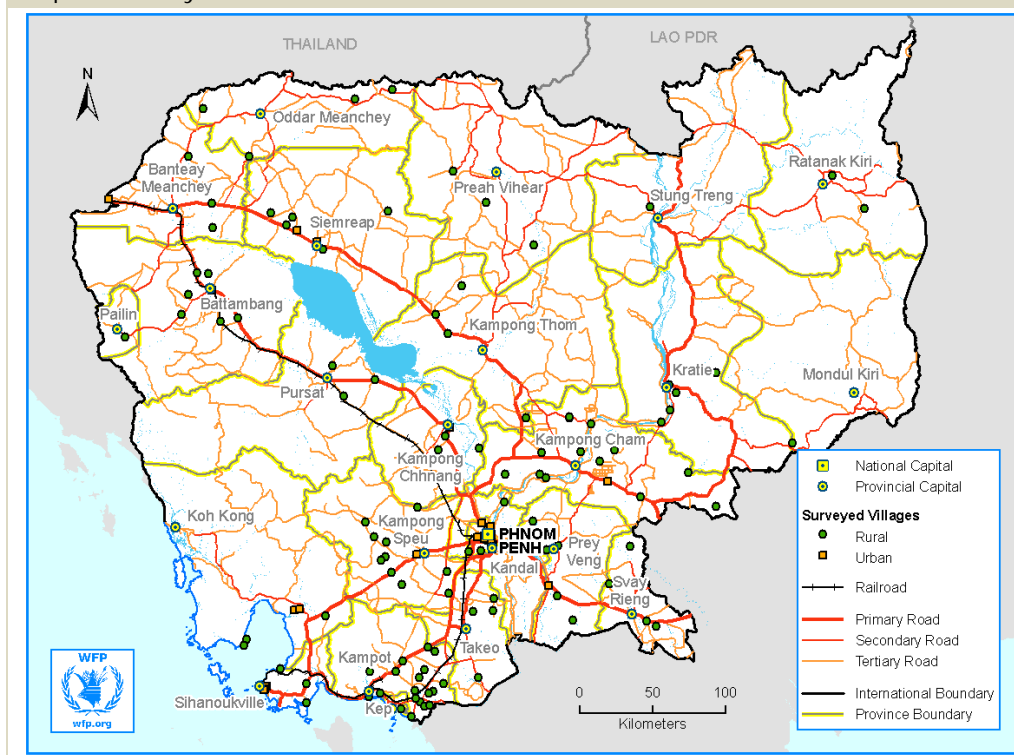 THAILAND
LAO PDR
N
Oddar Meanchey
Banteay
Meanchey
Ratanak Kiri
Preah Vihear
Stung Treng
Siemreap
Battambang
Pailin
Kampong Thom
Kratie
Mondul Kiri
Pursat
Kampong Cham
Kampong
Chhnang
Koh Kong
Kampong
Speu
PHNOM
PENH
Prey
Veng
Kandal
Svay
Rieng
Takeo
Kampot
Sihanoukville
Kep
WFP
wfp.org
0 50 100
Kilometers
National Capital
Provincial Capital
Surveyed Villages
Rural
Urban
Railroad
Primary Road
Secondary Road
Tertiary Road
International Boundary
Province Boundary